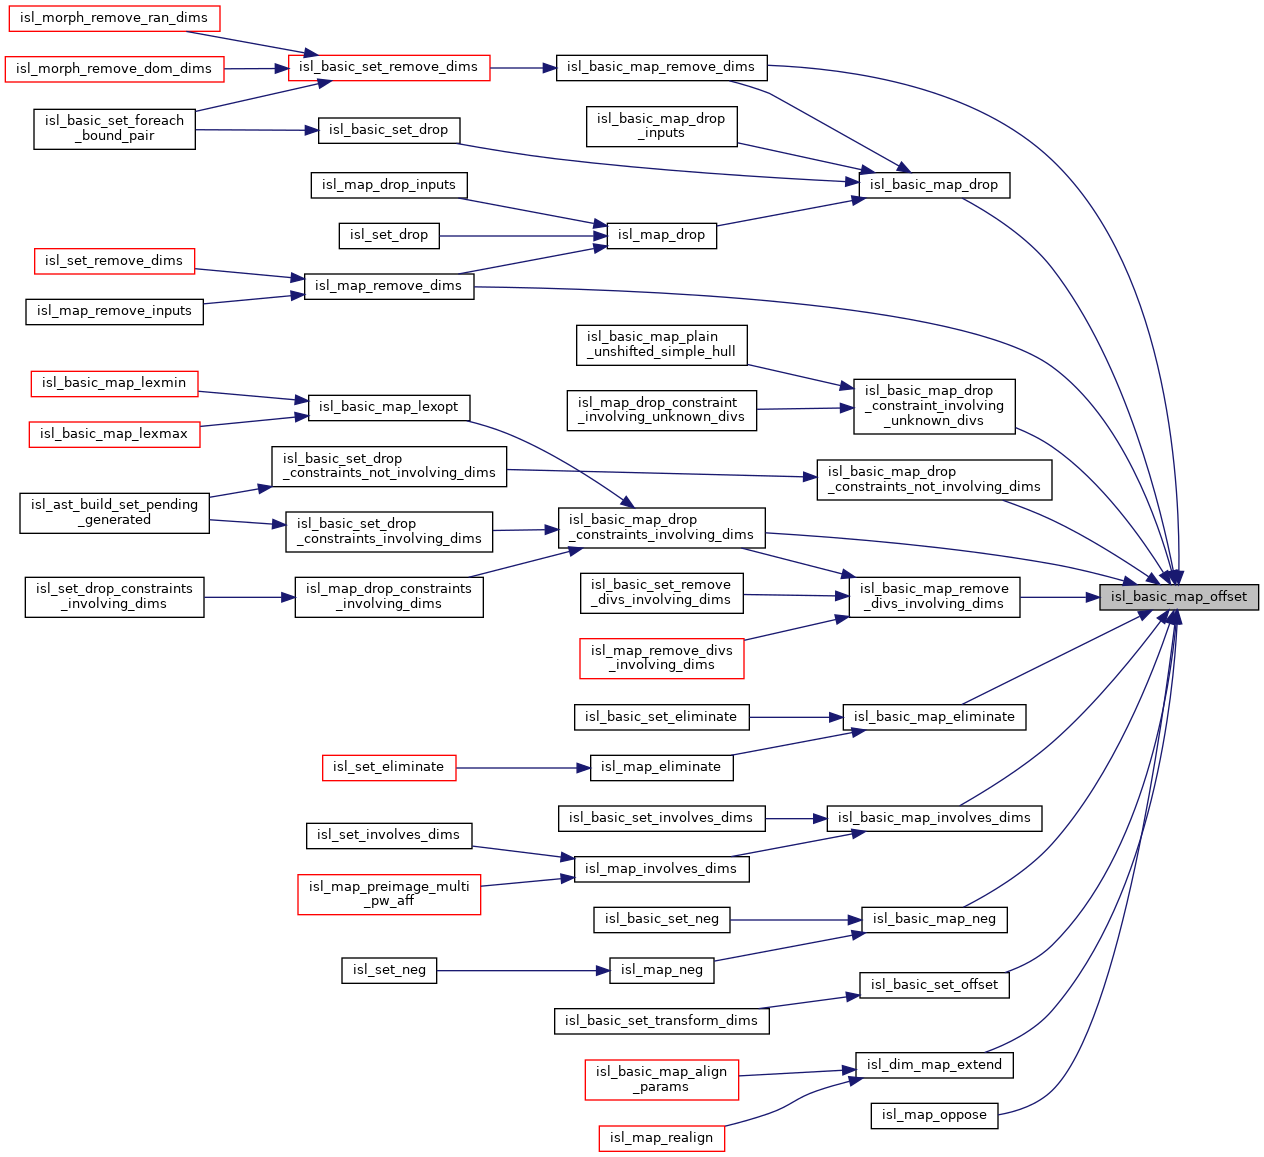 isl_morph_remove_ran_dims
isl_morph_remove_dom_dims
isl_basic_set_remove_dims
isl_basic_map_remove_dims
isl_basic_set_foreach
_bound_pair
isl_basic_set_drop
isl_basic_map_drop
_inputs
isl_map_drop_inputs
isl_basic_map_drop
isl_set_drop
isl_map_drop
isl_set_remove_dims
isl_map_remove_dims
isl_map_remove_inputs
isl_basic_map_plain
_unshifted_simple_hull
isl_basic_map_lexmin
isl_basic_map_lexopt
isl_map_drop_constraint
_involving_unknown_divs
isl_basic_map_drop
_constraint_involving
_unknown_divs
isl_basic_map_lexmax
isl_basic_set_drop
_constraints_not_involving_dims
isl_basic_map_drop
_constraints_not_involving_dims
isl_ast_build_set_pending
_generated
isl_basic_set_drop
_constraints_involving_dims
isl_basic_map_drop
_constraints_involving_dims
isl_set_drop_constraints
_involving_dims
isl_map_drop_constraints
_involving_dims
isl_basic_set_remove
_divs_involving_dims
isl_basic_map_remove
_divs_involving_dims
isl_basic_map_offset
isl_map_remove_divs
_involving_dims
isl_basic_set_eliminate
isl_basic_map_eliminate
isl_set_eliminate
isl_map_eliminate
isl_basic_set_involves_dims
isl_basic_map_involves_dims
isl_set_involves_dims
isl_map_involves_dims
isl_map_preimage_multi
_pw_aff
isl_basic_set_neg
isl_basic_map_neg
isl_set_neg
isl_map_neg
isl_basic_set_offset
isl_basic_set_transform_dims
isl_dim_map_extend
isl_basic_map_align
_params
isl_map_oppose
isl_map_realign